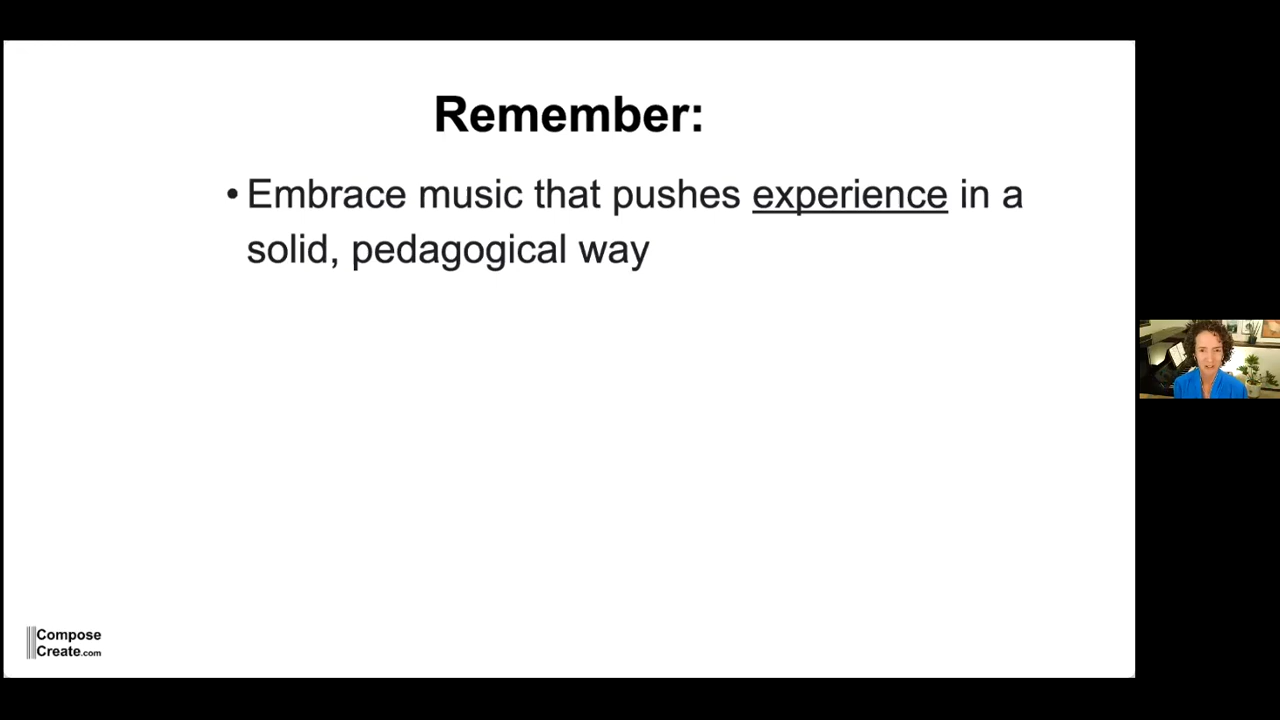 Remember:
• Embrace music that pushes experience in a
solid, pedagogical way
Compose
Create.com